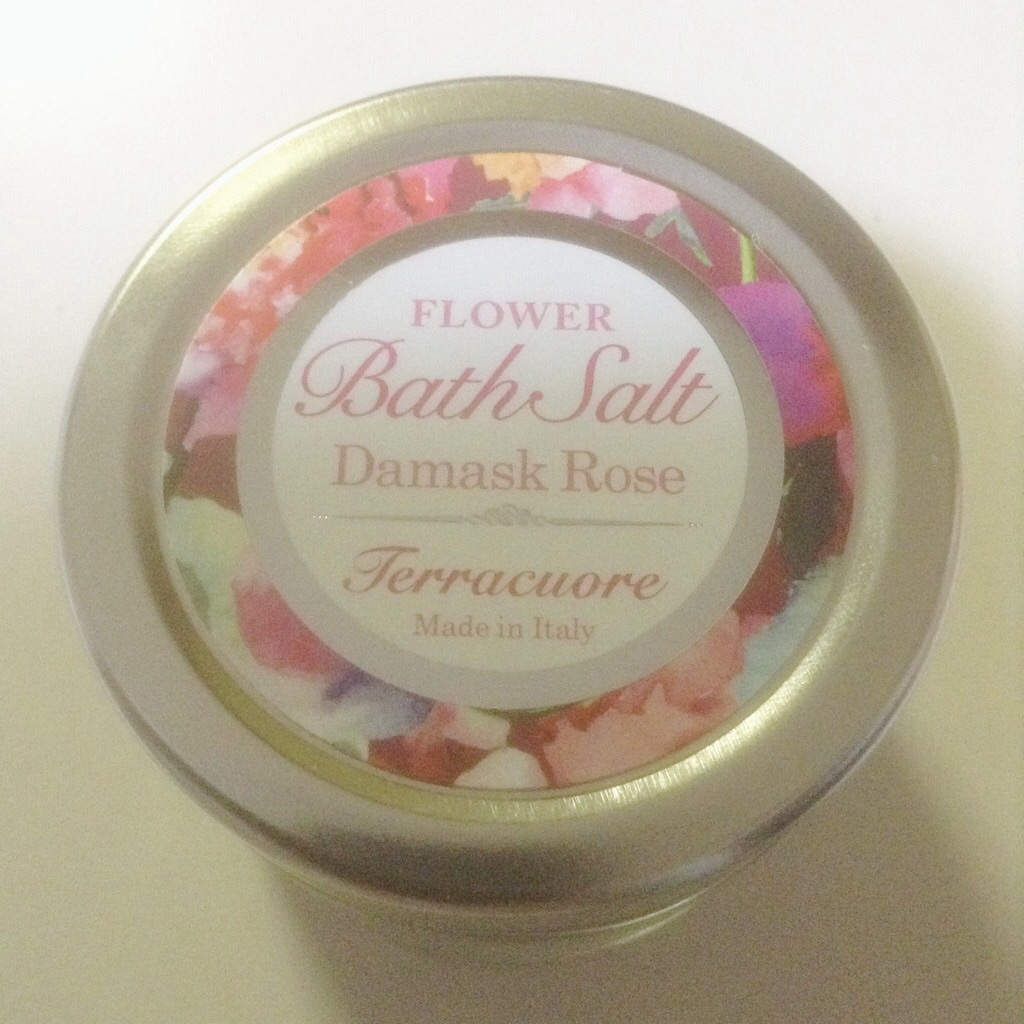 FLOWER
Bath Salt
Damask Rose
Terracuore
Made in Italy